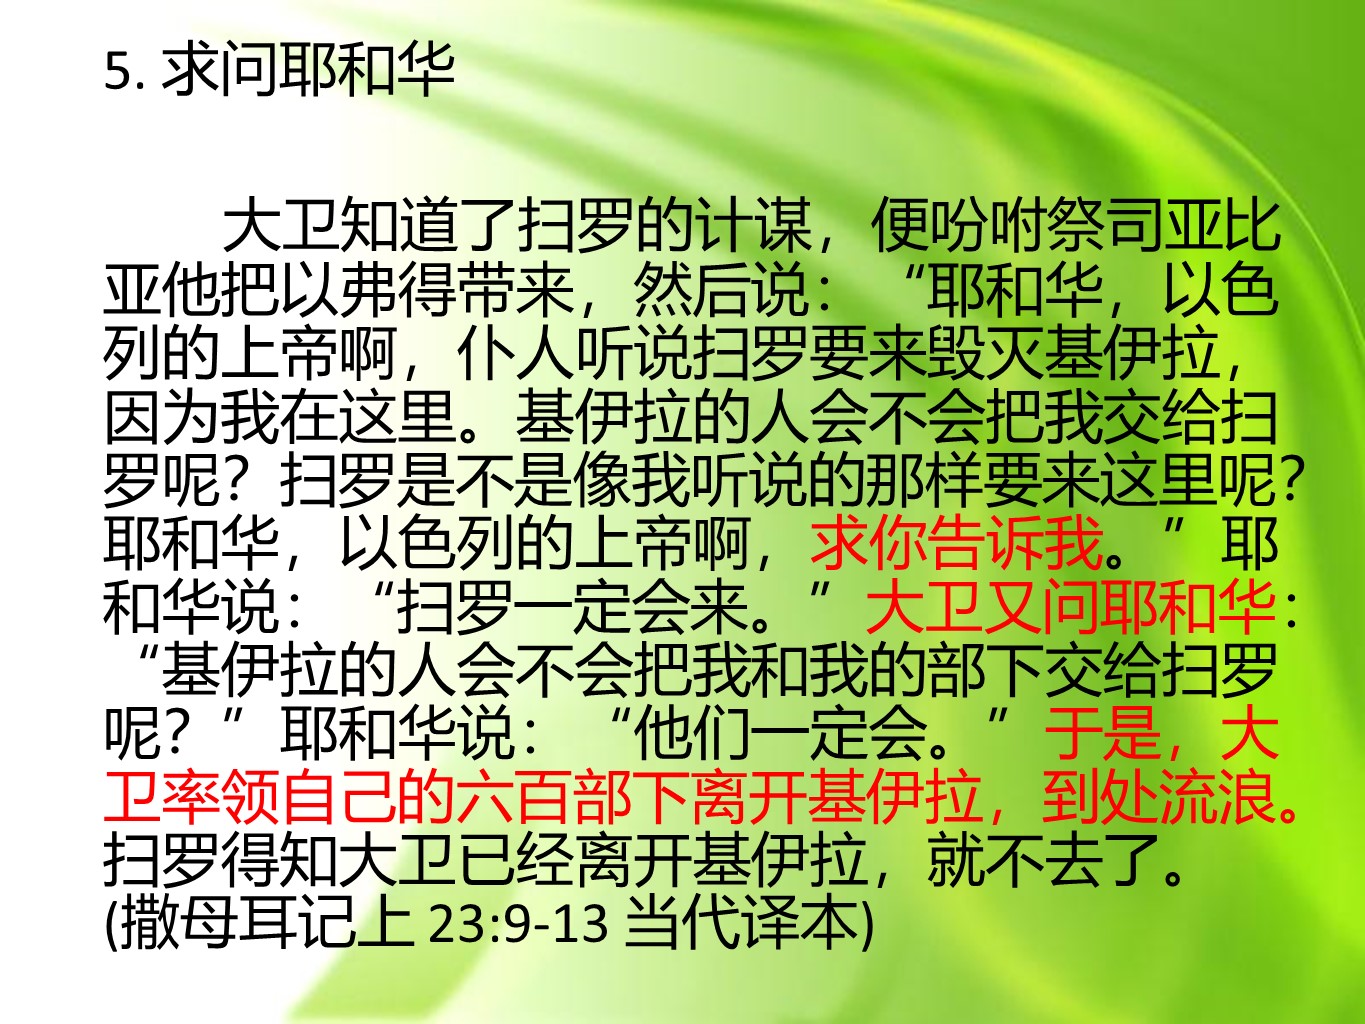 5. 求问耶和华
大卫知道了扫罗的计谋，便吩咐祭司亚比
亚他把以弗得带来，然后说：“耶和华，以色
列的上帝啊，仆人听说扫罗要来毁灭基伊拉，
因为我在这里。基伊拉的人会不会把我交给扫
罗呢？扫罗是不是像我听说的那样要来这里呢？
耶和华，以色列的上帝啊，求你告诉我。”耶
和华说：“扫罗一定会来。”大卫又问耶和华：
“基伊拉的人会不会把我和我的部下交给扫罗
呢？”耶和华说：“他们一定会。”于是，大
卫率领自己的六百部下离开基伊拉，到处流浪。
扫罗得知大卫已经离开基伊拉，就不去了。
(撒母耳记上 23:9-13 当代译本)